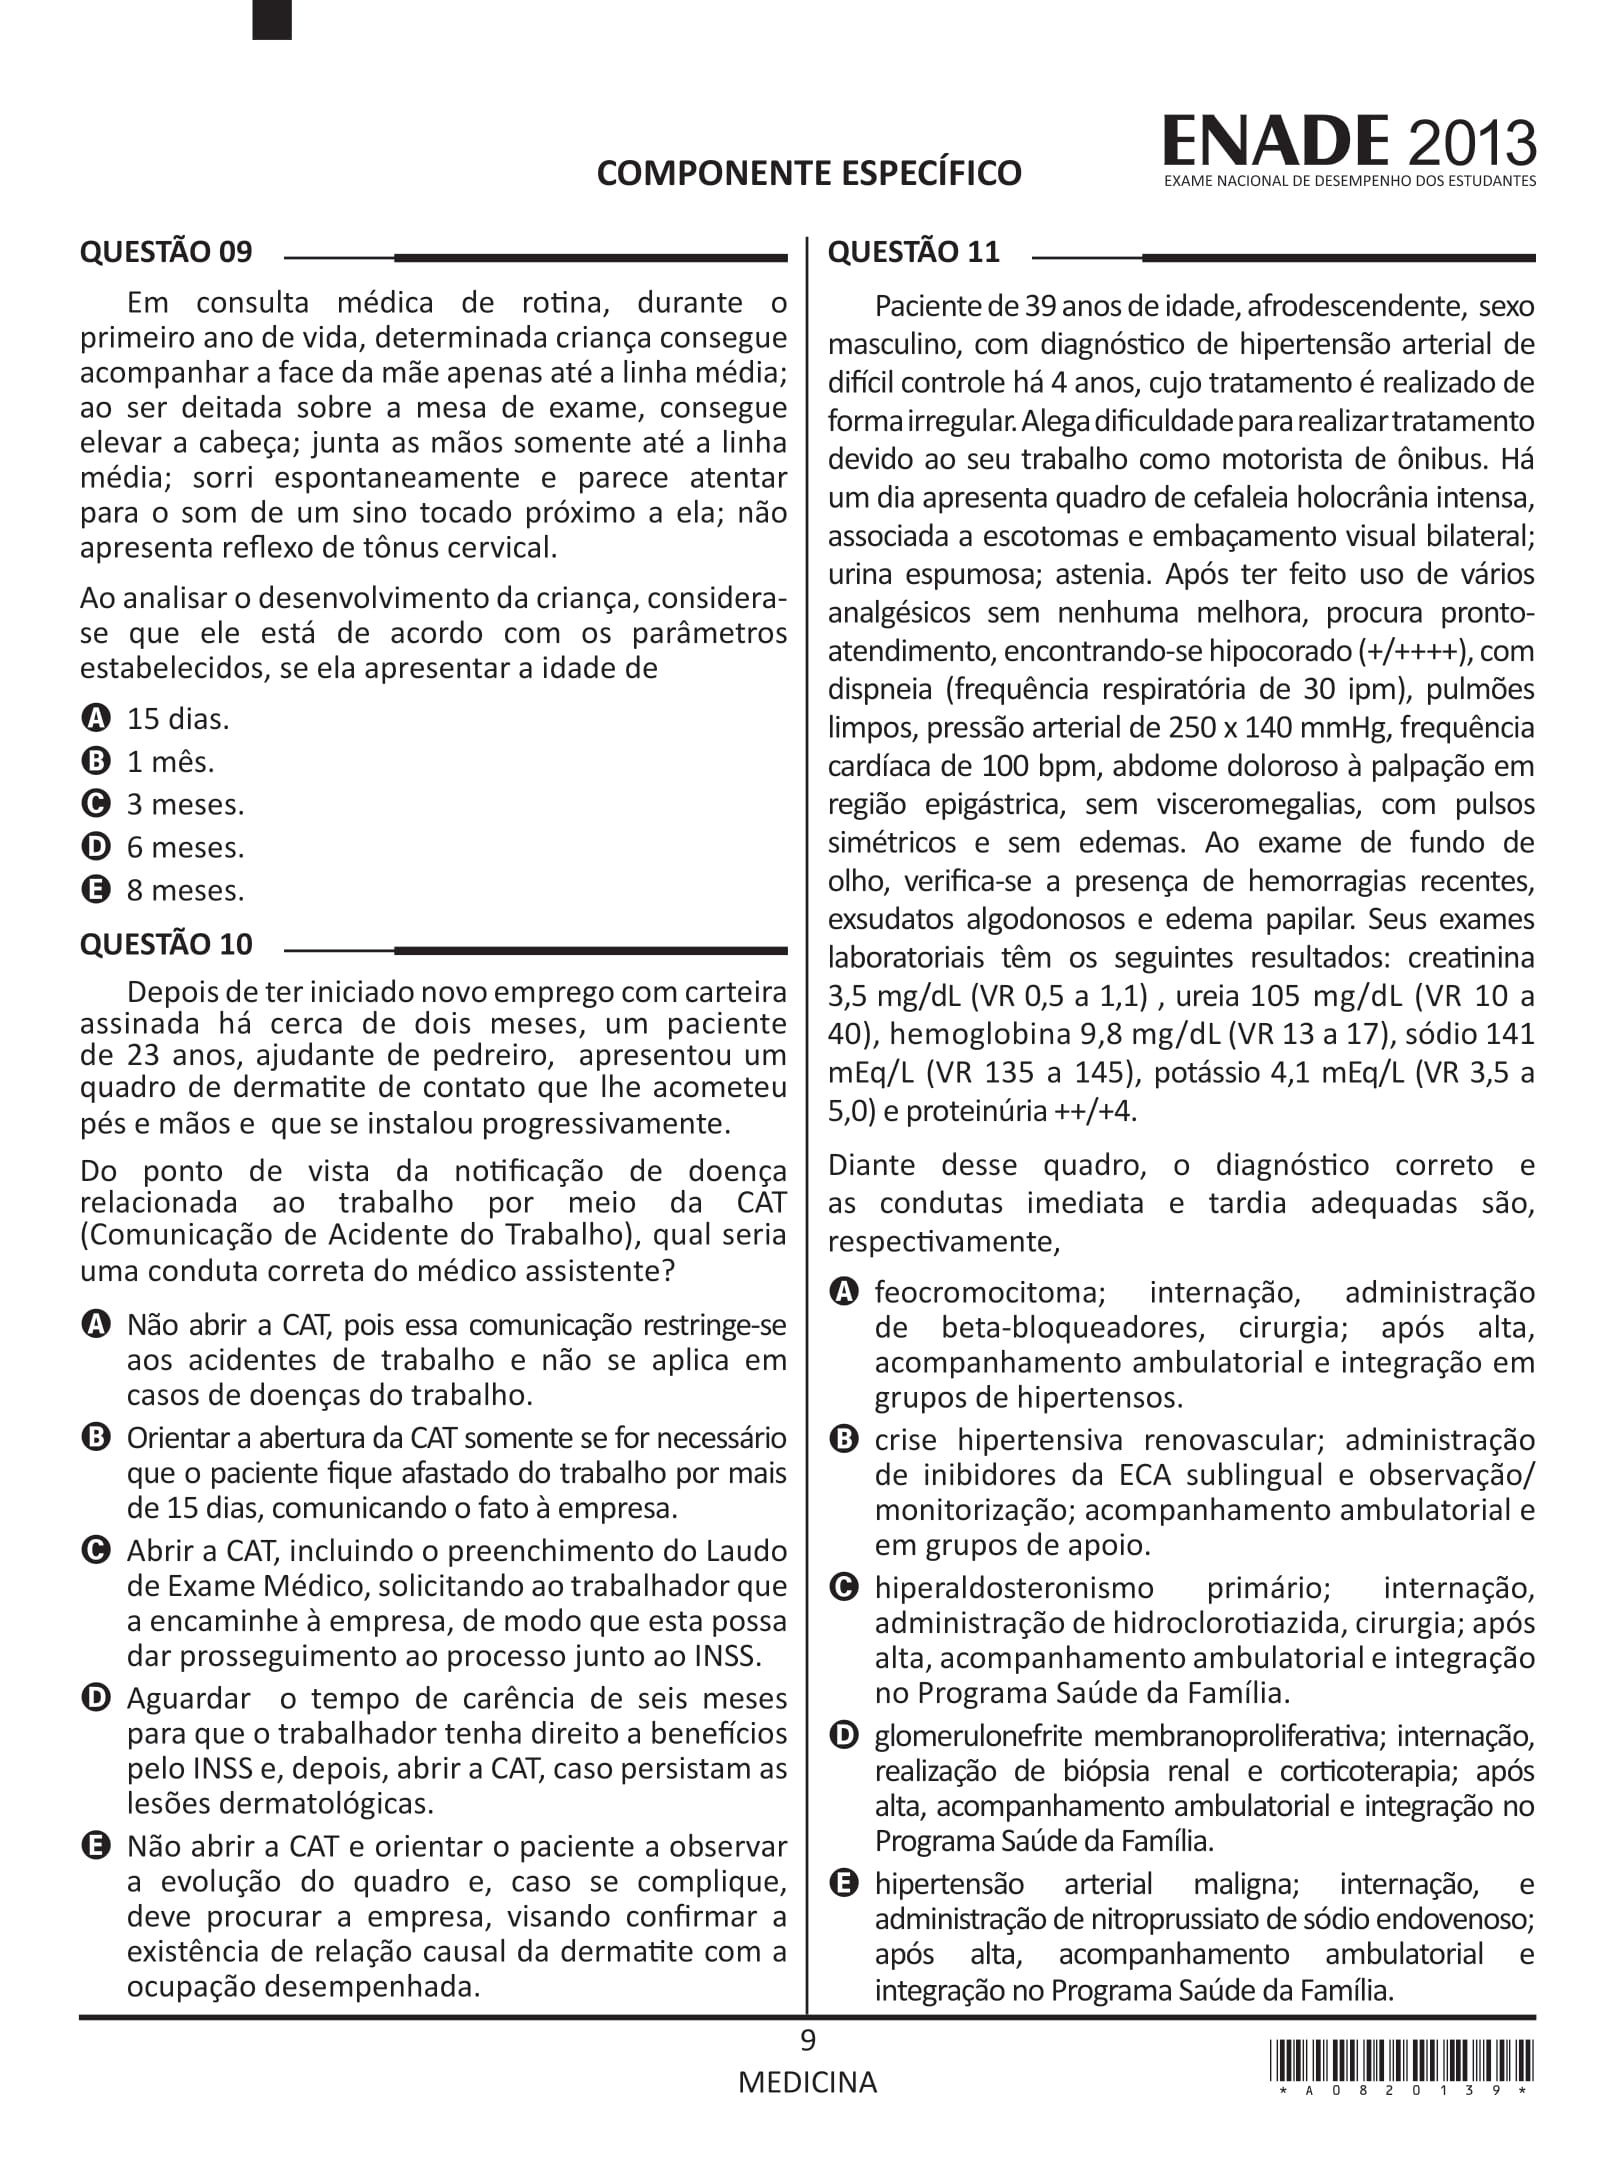 ENADE 2013
EXAME NACIONAL DE DESEMPENHO DOS ESTUDANTES
COMPONENTE ESPECÍFICO
QUESTÃO 09
Em consulta médica de rotina, durante o
primeiro ano de vida, determinada criança consegue
acompanhar a face da mãe apenas até a linha média;
ao ser deitada sobre a mesa de exame, consegue
elevar a cabeça; junta as mãos somente até a linha
média; sorri espontaneamente e parece atentar
para o som de um sino tocado próximo a ela; não
apresenta reflexo de tônus cervical.
Ao analisar o desenvolvimento da criança, considera-
se que ele está de acordo com os parâmetros
estabelecidos, se ela apresentar a idade de
A 15 dias.
B 1 mês.
C 3 meses.
D 6 meses.
E 8 meses.
QUESTÃO 10
Depois de ter iniciado novo emprego com carteira
assinada há cerca de dois meses, um paciente
de 23 anos, ajudante de pedreiro, apresentou um
quadro de dermatite de contato que lhe acometeu
pés e mãos e que se instalou progressivamente.
Do ponto de vista da notificação de doença
relacionada ao trabalho por meio da CAT
(Comunicação de Acidente do Trabalho), qual seria
uma conduta correta do médico assistente?
A Não abrir a CAT, pois essa comunicação restringe-se
aos acidentes de trabalho e não se aplica em
casos de doenças do trabalho.
B Orientar a abertura da CAT somente se for necessário
que o paciente fique afastado do trabalho por mais
de 15 dias, comunicando o fato à empresa.
C Abrir a CAT, incluindo o preenchimento do Laudo
de Exame Médico, solicitando ao trabalhador que
a encaminhe à empresa, de modo que esta possa
dar prosseguimento ao processo junto ao INSS.
D Aguardar o tempo de carência de seis meses
para que o trabalhador tenha direito a benefícios
pelo INSS e, depois, abrir a CAT, caso persistam as
lesões dermatológicas.
E Não abrir a CAT e orientar o paciente a observar
a evolução do quadro e, caso se complique,
deve procurar a empresa, visando confirmar a
existência de relação causal da dermatite com a
ocupação desempenhada.
QUESTÃO 11
Paciente de 39 anos de idade, afrodescendente, sexo
masculino, com diagnóstico de hipertensão arterial de
difícil controle há 4 anos, cujo tratamento é realizado de
forma irregular. Alega dificuldade para realizar tratamento
devido ao seu trabalho como motorista de ônibus. Há
um dia apresenta quadro de cefaleia holocrânia intensa,
associada a escotomas e embaçamento visual bilateral;
urina espumosa; astenia. Após ter feito uso de vários
analgésicos sem nenhuma melhora, procura pronto-
atendimento, encontrando-se hipocorado (+/++++), com
dispneia (frequência respiratória de 30 ipm), pulmões
limpos, pressão arterial de 250 x 140 mmHg, frequência
cardíaca de 100 bpm, abdome doloroso à palpação em
região epigástrica, sem visceromegalias, com pulsos
simétricos e sem edemas. Ao exame de fundo de
olho, verifica-se a presença de hemorragias recentes,
exsudatos algodonosos e edema papilar. Seus exames
laboratoriais têm os seguintes resultados: creatinina
3,5 mg/dL (VR 0,5 a 1,1) , ureia 105 mg/dL (VR 10 a
40), hemoglobina 9,8 mg/dL (VR 13 a 17), sódio 141
mEq/L (VR 135 a 145), potássio 4,1 mEq/L (VR 3,5 a
5,0) e proteinúria ++/+4.
Diante desse quadro, o diagnóstico correto e
as condutas imediata e tardia adequadas são,
respectivamente,
A feocromocitoma; internação, administração
de beta-bloqueadores, cirurgia; após alta,
acompanhamento ambulatorial e integração em
grupos de hipertensos.
B crise hipertensiva renovascular; administração
de inibidores da ECA sublingual e observação/
monitorização; acompanhamento ambulatorial e
em grupos de apoio.
C hiperaldosteronismo primário; internação,
administração de hidroclorotiazida, cirurgia; após
alta, acompanhamento ambulatorial e integração
no Programa Saúde da Família.
D glomerulonefrite membranoproliferativa; internação,
realização de biópsia renal e corticoterapia; após
alta, acompanhamento ambulatorial e integração no
Programa Saúde da Família.
E hipertensão arterial maligna; internação, e
administração de nitroprussiato de sódio endovenoso;
após alta, acompanhamento ambulatorial e
integração no Programa Saúde da Família.
9
MEDICINA
* A 0 8 2 0 1 3 9 *